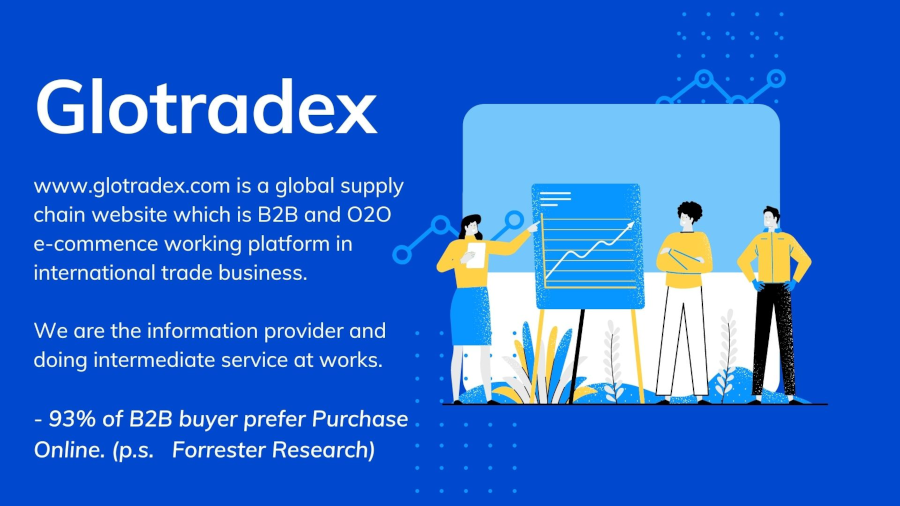 Glotradex
www.glotradex.com is a global supply
chain website which is B2B and O2O
e-commence working platform in
international trade business.
We are the information provider and
doing intermediate service at works.
- 93% of B2B buyer prefer Purchase
Online. (p.s.   Forrester Research)